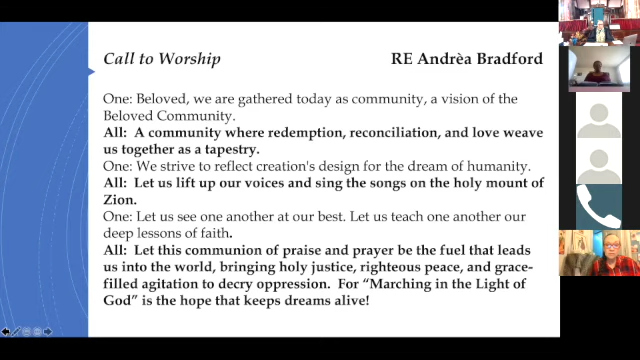 Call to Worship RE Andrèa Bradford
One: Beloved, we are gathered today as community, a vision of the
Beloved Community.
All: A community where redemption, reconciliation, and love weave
us together as a tapestry.
One: We strive to reflect creation's design for the dream of humanity.
All: Let us lift up our voices and sing the songs on the holy mount of
Zion.
One: Let us see one another at our best. Let us teach one another our
deep lessons of faith.
All: Let this communion of praise and prayer be the fuel that leads
us into the world, bringing holy justice, righteous peace, and grace-
filled agitation to decry oppression. For “Marching in the Light of
God” is the hope that keeps dreams alive!